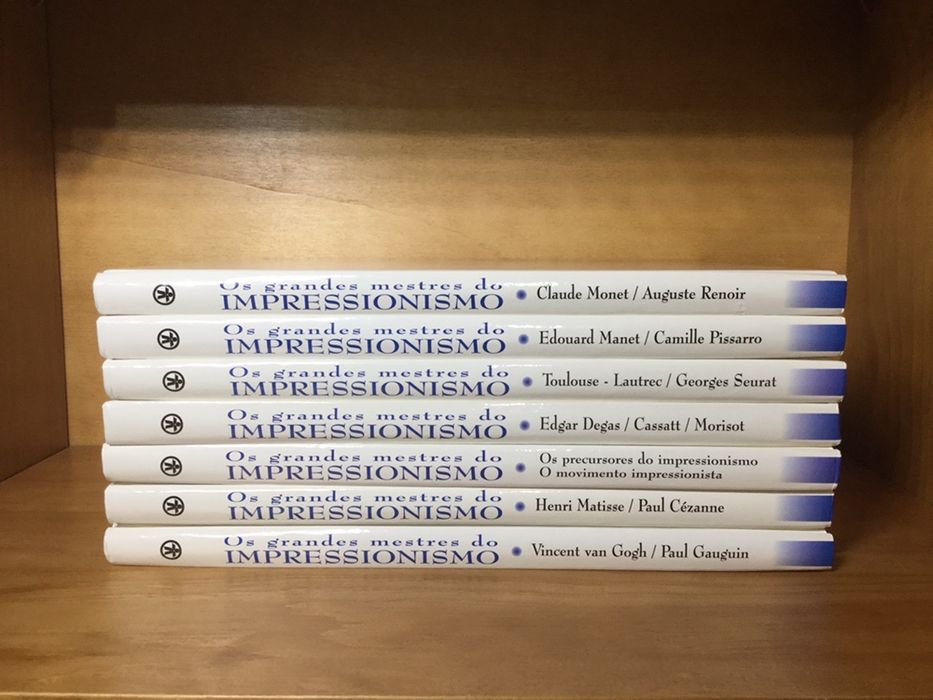 Os grandes mestres do
IMPRESSIONISMO • Claude Monet / Auguste Renoir
Os grandes mestres do
IMPRESSIONISMO • Edouard Manet / Camille Pissarro
Os grandes mestres do
IMPRESSIONISMO • Toulouse - Lautrec / Georges Seurat
Os grandes mestres do
IMPRESSIONISMO • Edgar Degas / Cassatt / Morisot
Os grandes mestres do
IMPRESSIONISMO • Os precursores do impressionismo
O movimento impressionista
Os grandes mestres do
IMPRESSIONISMO • Henri Matisse / Paul Cézanne
Os grandes mestres do
IMPRESSIONISMO • Vincent van Gogh / Paul Gauguin